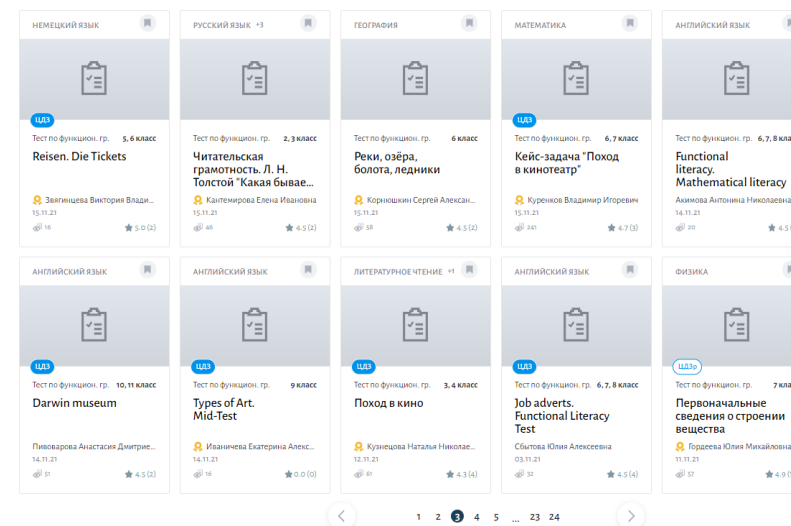 НЕМЕЦКИЙ ЯЗЫК
ЦДЗ
Тест по функцион. гр. 5, 6 класс
Reisen. Die Tickets
Звягинцева Виктория Влади...
15.11.21
16 5.0 (2)
РУССКИЙ ЯЗЫК +3
Тест по функцион. гр. 2, 3 класс
Читательская
грамотность. Л. Н.
Толстой "Какая бывае...
Кантемирова Елена Ивановна
15.11.21
46 4.5 (2)
ГЕОГРАФИЯ
Тест по функцион. гр. 6 класс
Реки, озёра,
болота, ледники
Корнюшкин Сергей Алексан...
15.11.21
58 4.5 (2)
МАТЕМАТИКА
ЦДЗ
Тест по функцион. гр. 6, 7 класс
Кейс-задача "Поход
в кинотеатр"
Куренков Владимир Игоревич
15.11.21
241 4.7 (3)
АНГЛИЙСКИЙ ЯЗЫК
Тест по функцион. гр. 6, 7, 8 кла
Functional
literacy.
Mathematical literacy
Акимова Антонина Николаевна
14.11.21
20 4.5
АНГЛИЙСКИЙ ЯЗЫК
ЦДЗ
Тест по функцион. гр. 10, 11 класс
Darwin museum
Пивоварова Анастасия Дмитрие...
14.11.21
51 4.5 (2)
АНГЛИЙСКИЙ ЯЗЫК
ЦДЗ
Тест по функцион. гр. 9 класс
Types of Art.
Mid-Test
Иваничева Екатерина Алекс...
14.11.21
16 0.0 (0)
ЛИТЕРАТУРНОЕ ЧТЕНИЕ +1
ЦДЗ
Тест по функцион. гр. 3, 4 класс
Поход в кино
Кузнецова Наталья Николае...
12.11.21
61 4.3 (4)
АНГЛИЙСКИЙ ЯЗЫК
ЦДЗ
Тест по функцион. гр. 6, 7, 8 класс
Job adverts.
Functional Literacy
Test
Сбытова Юлия Алексеевна
03.11.21
32 4.5 (4)
ФИЗИКА
ЦДЗр
Тест по функцион. гр. 7 кла
Первоначальные
сведения о строении
вещества
Гордеева Юлия Михайловна
11.11.21
57 4.9
1 2 3 4 5 ... 23 24